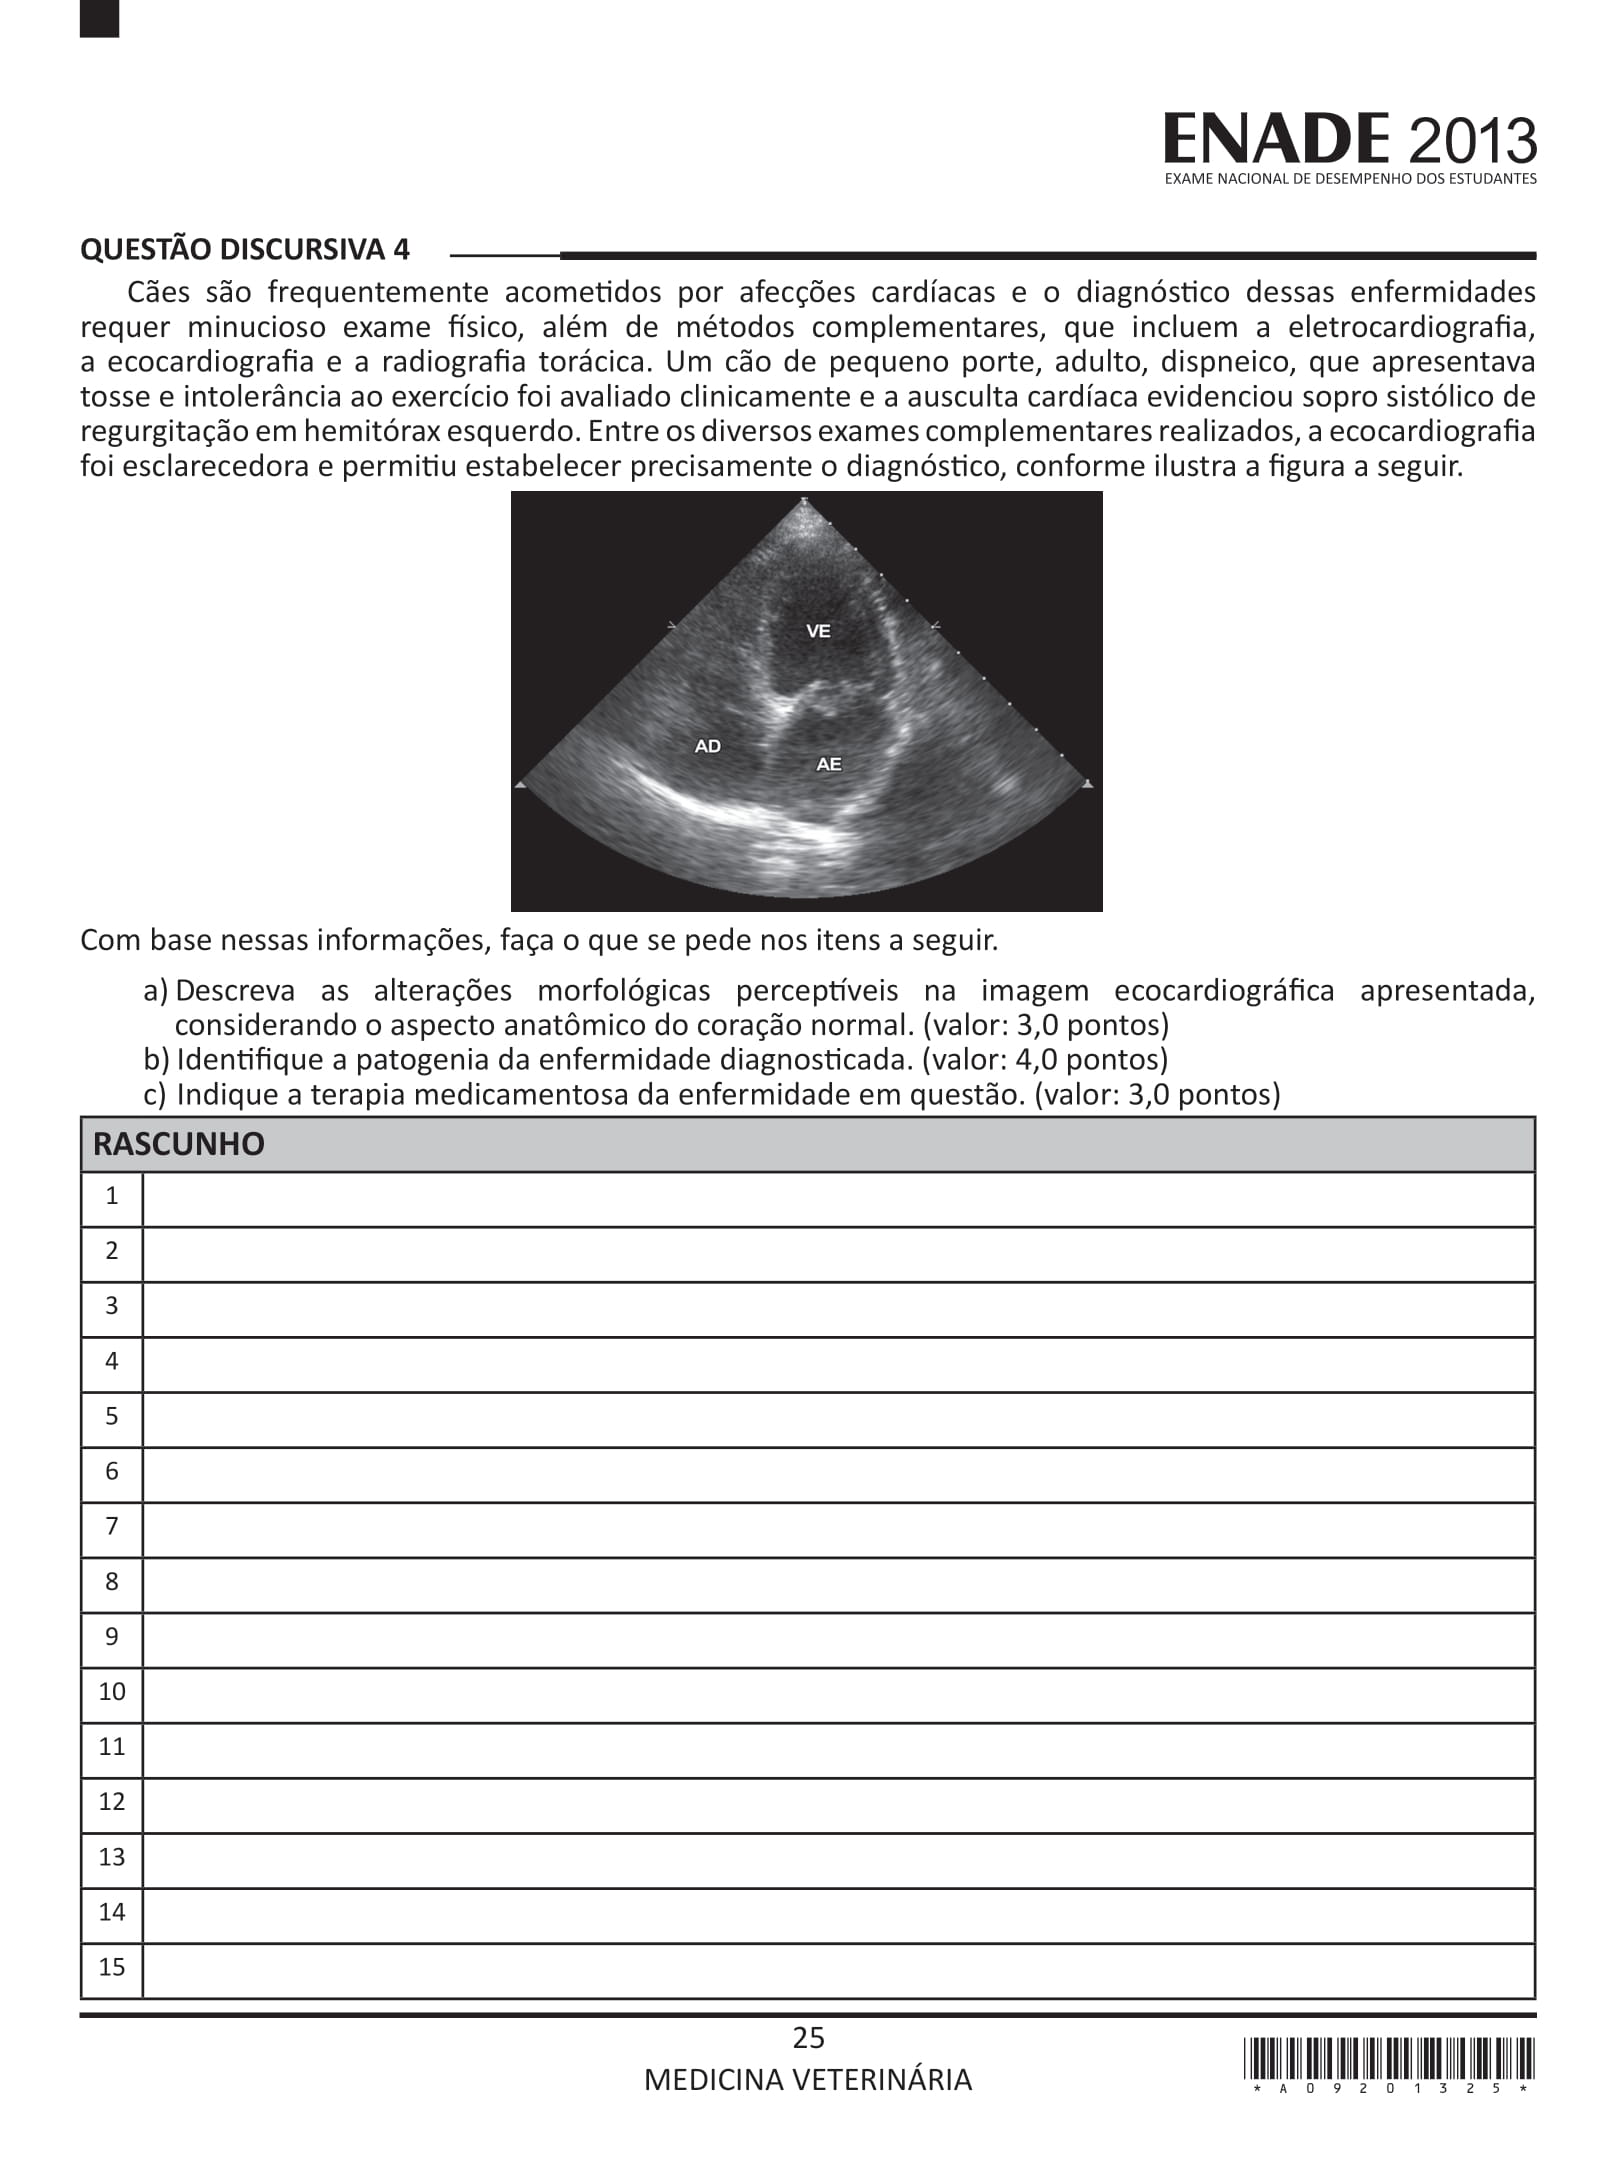 ENADE 2013
EXAME NACIONAL DE DESEMPENHO DOS ESTUDANTES
QUESTÃO DISCURSIVA 4
Cães são frequentemente acometidos por afecções cardíacas e o diagnóstico dessas enfermidades
requer minucioso exame físico, além de métodos complementares, que incluem a eletrocardiografia,
a ecocardiografia e a radiografia torácica. Um cão de pequeno porte, adulto, dispneico, que apresentava
tosse e intolerância ao exercício foi avaliado clinicamente e a ausculta cardíaca evidenciou sopro sistólico de
regurgitação em hemitórax esquerdo. Entre os diversos exames complementares realizados, a ecocardiografia
foi esclarecedora e permitiu estabelecer precisamente o diagnóstico, conforme ilustra a figura a seguir.
VE
AD
AE
Com base nessas informações, faça o que se pede nos itens a seguir.
a) Descreva as alterações morfológicas perceptíveis na imagem ecocardiográfica apresentada,
considerando o aspecto anatômico do coração normal. (valor: 3,0 pontos)
b) Identifique a patogenia da enfermidade diagnosticada. (valor: 4,0 pontos)
c) Indique a terapia medicamentosa da enfermidade em questão. (valor: 3,0 pontos)
RASCUNHO
1
2
3
4
5
6
7
8
9
10
11
12
13
14
15
25
MEDICINA VETERINÁRIA
* A 0 9 2 0 1 3 2 5 *